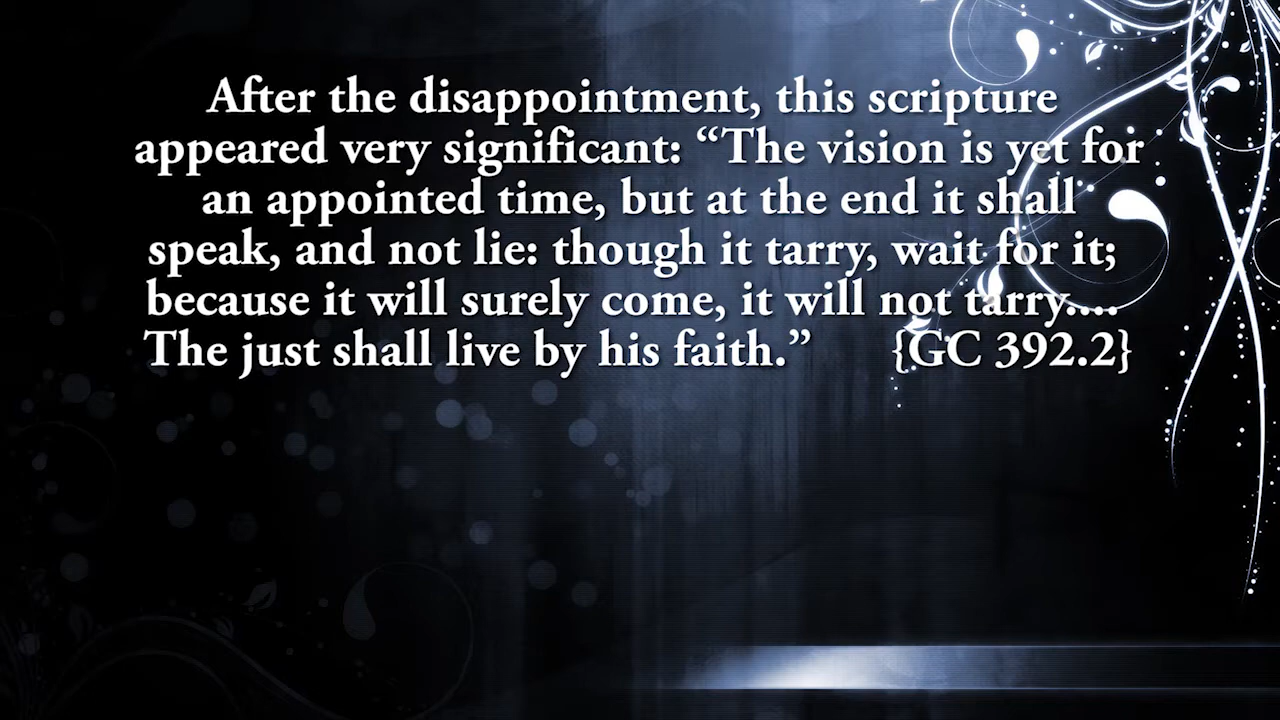 After the disappointment, this scripture
appeared very significant: “The vision is yet for
an appointed time, but at the end it shall
speak, and not lie: though it tarry, wait for it;
because it will surely come, it will not tarry....
The just shall live by his faith.” {GC 392.2}